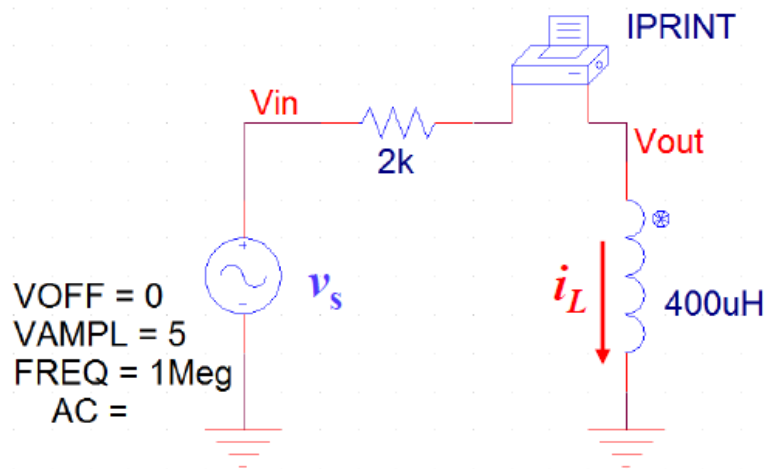 IPRINT
Vin
2k
Vout
+
-
VOFF = 0
VAMPL = 5
FREQ = 1Meg
AC =
vs
iL
400uH